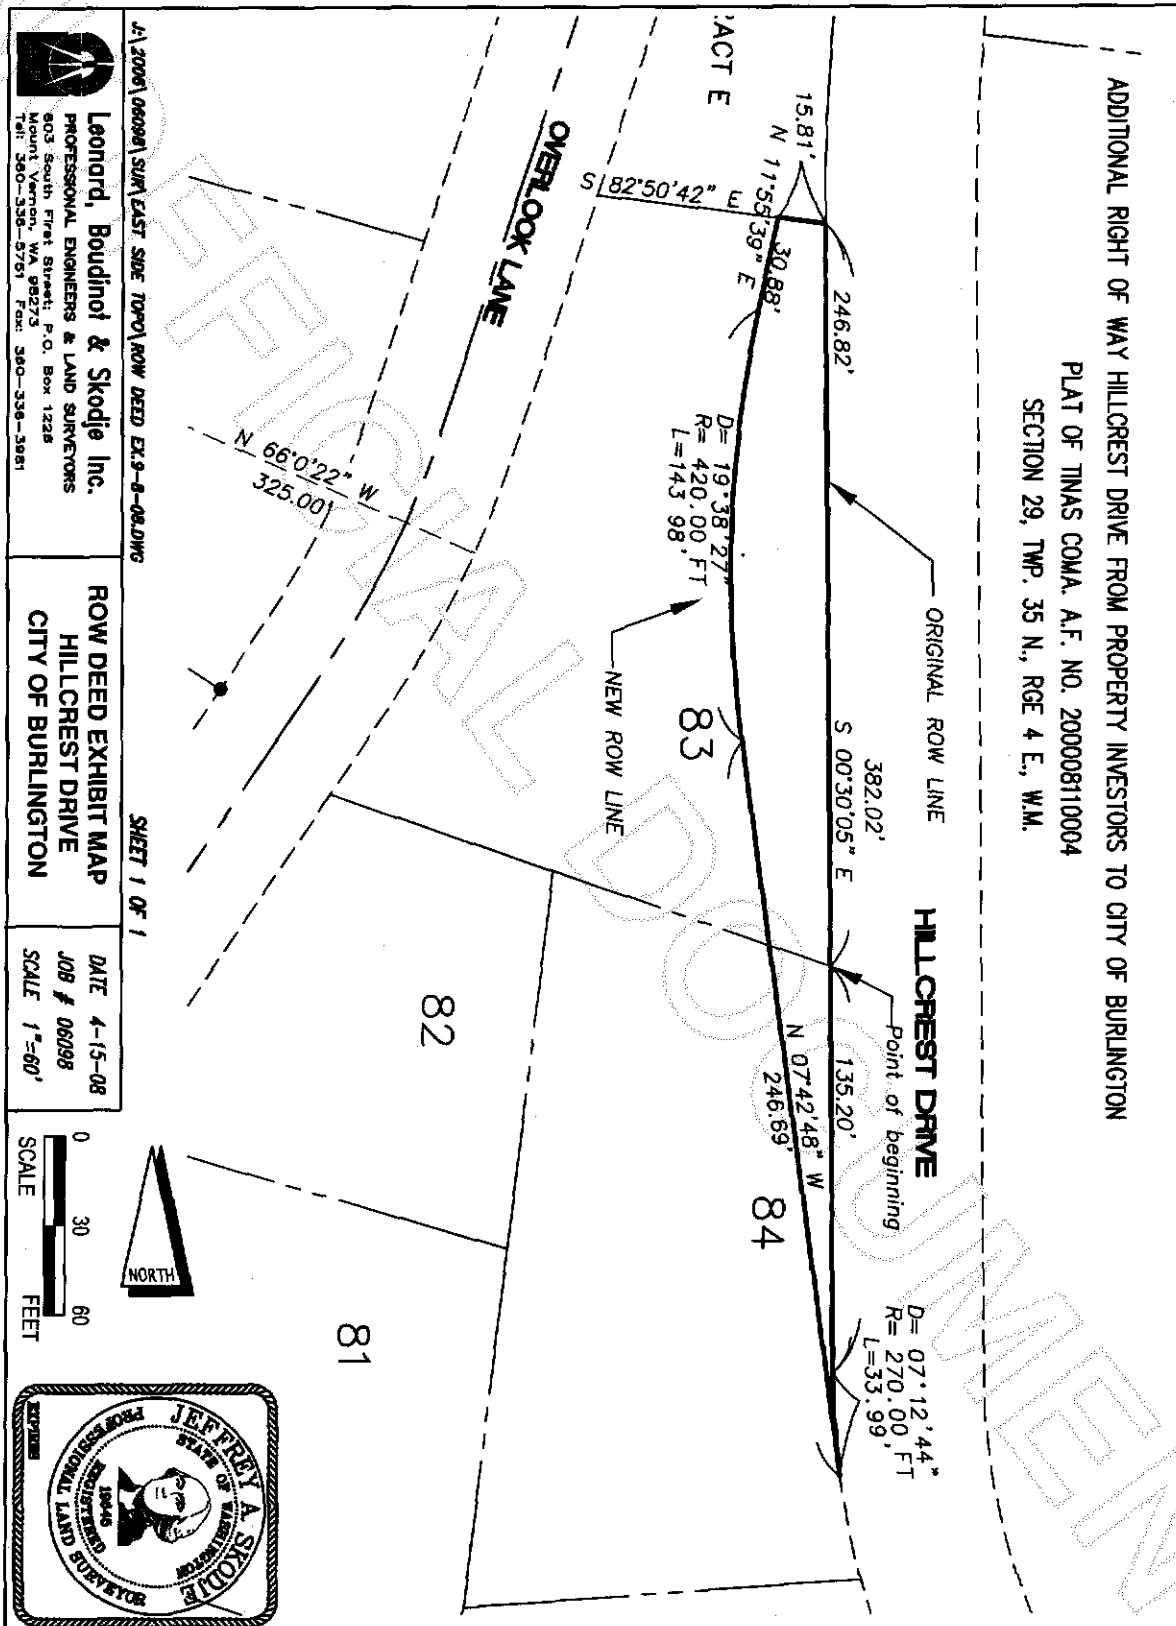 ADDITIONAL RIGHT OF WAY HILLCREST DRIVE FROM PROPERTY INVESTORS TO CITY OF BURLINGTON
PLAT OF TINAS COMA. A.F. NO. 200008110004
SECTION 29, TWP. 35 N., RGE 4 E., W.M.
ORIGINAL ROW LINE
HILLCREST DRIVE
Point of beginning
382.02'
S 00°30'05" E
246.82'
135.20'
D= 07°12'44"
R= 270.00 FT
L=33.99'
15.81'
N 11°55'39" E
30.88'
S 82°50'42" E
D= 19°38'27"
R= 420.00 FT
L=143 98'
NEW ROW LINE
N 07°42'48" W
246.69'
ACT E
83
84
82
81
OVERLOOK LANE
N 66°0'22" W
325.00'
NORTH
J:\2006\06098\SUR\EAST SIDE TOPO\ROW DEED EX.9-8-08.DWG
SHEET 1 OF 1
Leonard, Boudinot & Skodje Inc.
PROFESSIONAL ENGINEERS & LAND SURVEYORS
603 South First Street; P.O. Box 1228
Mount Vernon, WA 98273
Tel: 360-336-5751 Fax: 360-336-3981
ROW DEED EXHIBIT MAP
HILLCREST DRIVE
CITY OF BURLINGTON
DATE 4-15-08
JOB # 06098
SCALE 1"=60'
0 30 60
SCALE FEET
JEFFREY A SKODJE
STATE OF WASHINGTON
19645
REGISTERED
PROFESSIONAL LAND SURVEYOR
EXPIRES
FFICIAL DOCUMEN